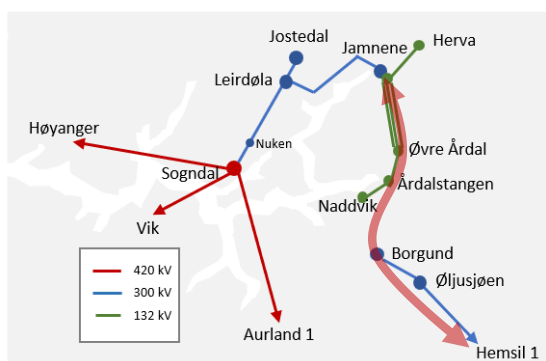 Jostedal
Jamnene
Herva
Leirdøla
Høyanger
Nuken
Øvre Årdal
Sogndal
Årdalstangen
Naddvik
Vik
Borgund
Øljusjøen
420 kV
300 kV
132 kV
Aurland 1
Hemsil 1